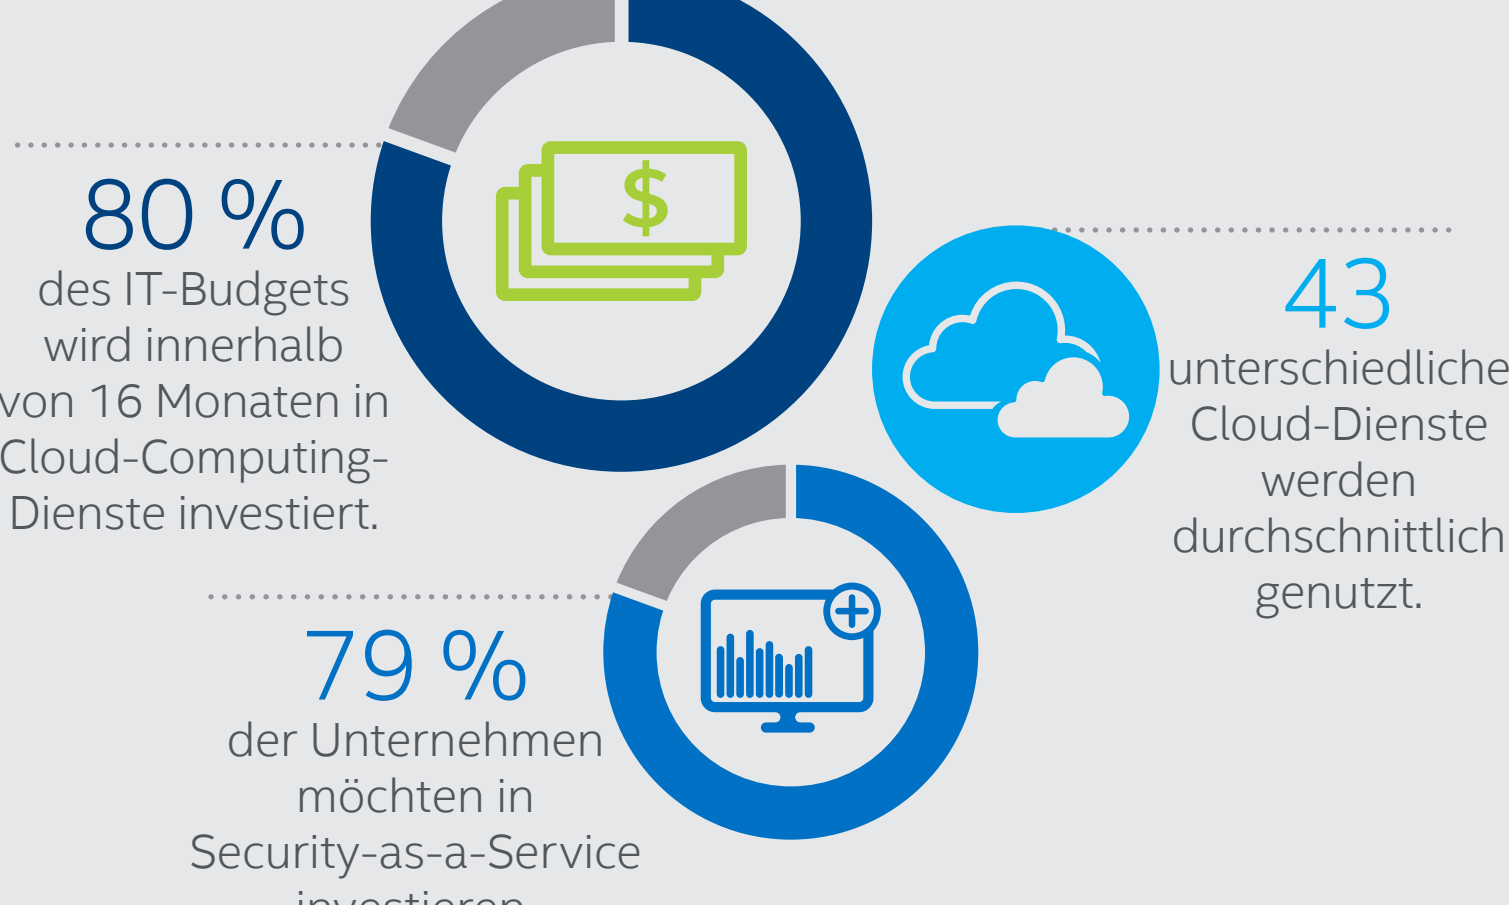 $
80 %
des IT-Budgets
wird innerhalb
von 16 Monaten in
Cloud-Computing-
Dienste investiert.
43
unterschiedliche
Cloud-Dienste
werden
durchschnittlich
genutzt.
79 %
der Unternehmen
möchten in
Security-as-a-Service
investieren